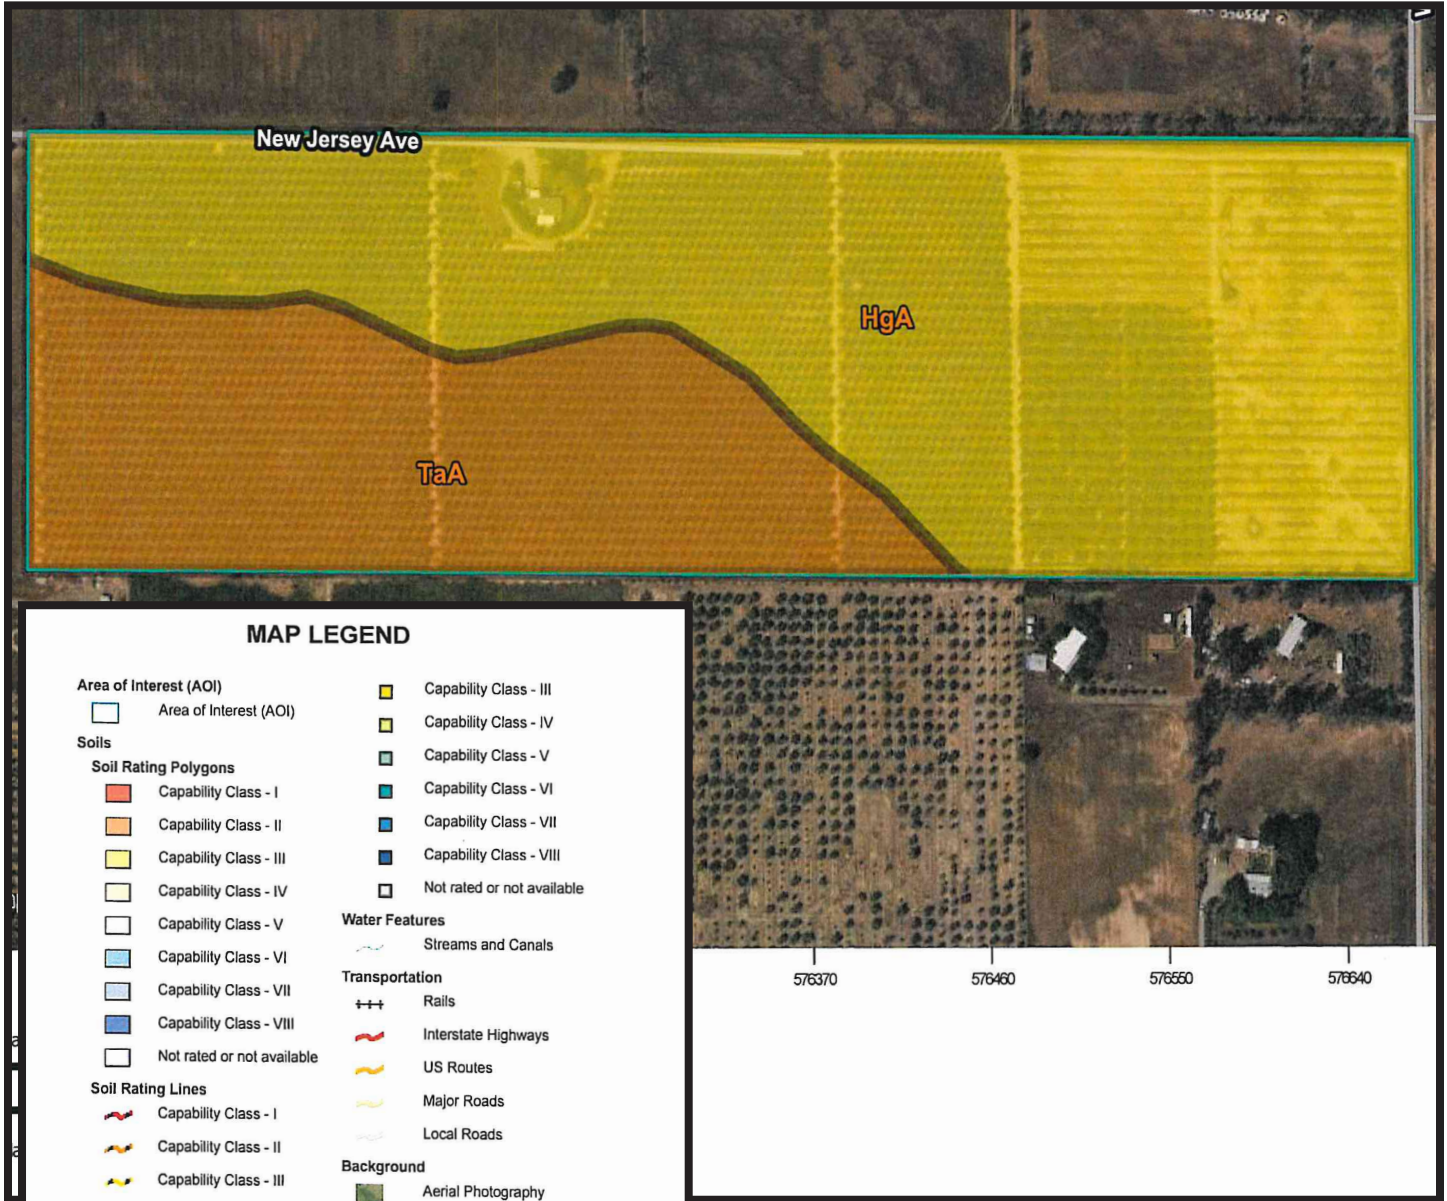 New Jersey Ave
HgA
TaA
MAP LEGEND
Area of Interest (AOI)
Area of Interest (AOI)
Soils
Soil Rating Polygons
Capability Class - I
Capability Class - II
Capability Class - III
Capability Class - IV
Capability Class - V
Capability Class - VI
Capability Class - VII
Capability Class - VIII
Not rated or not available
Soil Rating Lines
Capability Class - I
Capability Class - II
Capability Class - III
Capability Class - III
Capability Class - IV
Capability Class - V
Capability Class - VI
Capability Class - VII
Capability Class - VIII
Not rated or not available
Water Features
Streams and Canals
Transportation
Rails
Interstate Highways
US Routes
Major Roads
Local Roads
Background
Aerial Photography
576370 576460 576550 576640